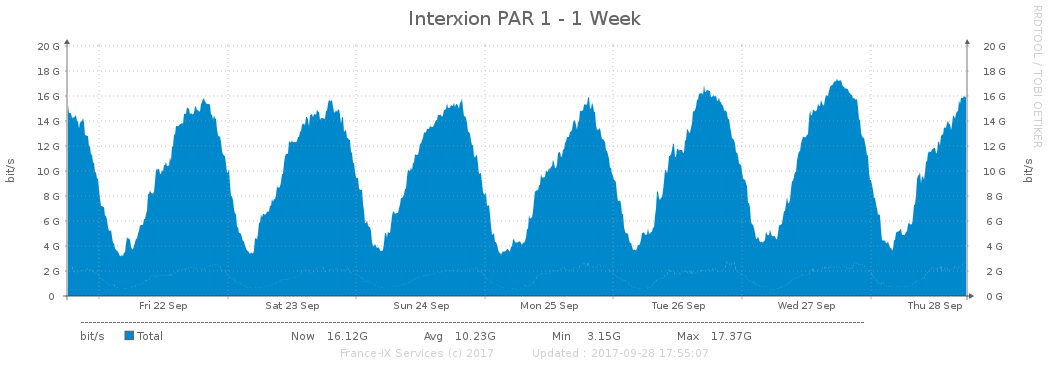 Interxion PAR 1 - 1 Week
RRDTOOL / TOBI OETIKER
20 G 20 G
18 G 18 G
16 G 16 G
14 G 14 G
12 G 12 G
10 G 10 G
8 G 8 G
6 G 6 G
4 G 4 G
2 G 2 G
0 0 G
bit/s
bit/s
Fri 22 Sep Sat 23 Sep Sun 24 Sep Mon 25 Sep Tue 26 Sep Wed 27 Sep Thu 28 Sep
bit/s Total Now 16.12G Avg 10.23G Min 3.15G Max 17.37G
France-IX Services (c) 2017 Updated : 2017-09-28 17:55:07